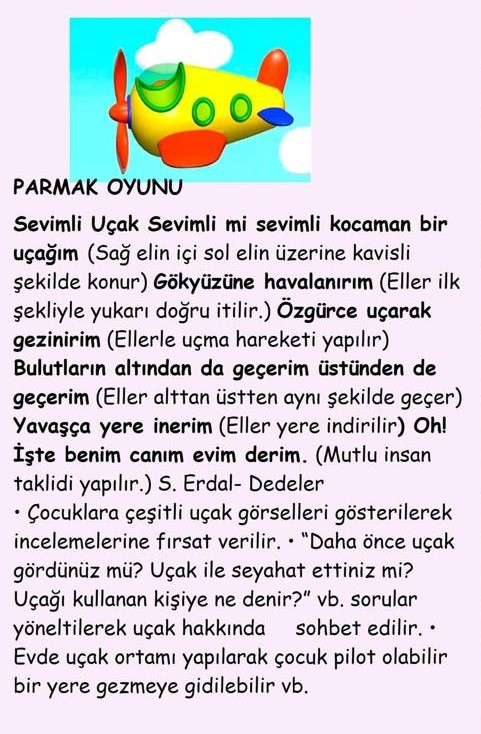 PARMAK OYUNU
Sevimli Uçak Sevimli mi sevimli kocaman bir
uçağım (Sağ elin içi sol elin üzerine kavisli
şekilde konur) Gökyüzüne havalanırım (Eller ilk
şekliyle yukarı doğru itilir.) Özgürce uçarak
gezinirim (Ellerle uçma hareketi yapılır)
Bulutların altından da geçerim üstünden de
geçerim (Eller alttan üstten aynı şekilde geçer)
Yavaşça yere inerim (Eller yere indirilir) Oh!
İşte benim canım evim derim. (Mutlu insan
taklidi yapılır.) S. Erdal- Dedeler
• Çocuklara çeşitli uçak görselleri gösterilerek
incelemelerine fırsat verilir. • “Daha önce uçak
gördünüz mü? Uçak ile seyahat ettiniz mi?
Uçağı kullanan kişiye ne denir?” vb. sorular
yöneltilerek uçak hakkında sohbet edilir. •
Evde uçak ortamı yapılarak çocuk pilot olabilir
bir yere gezmeye gidilebilir vb.